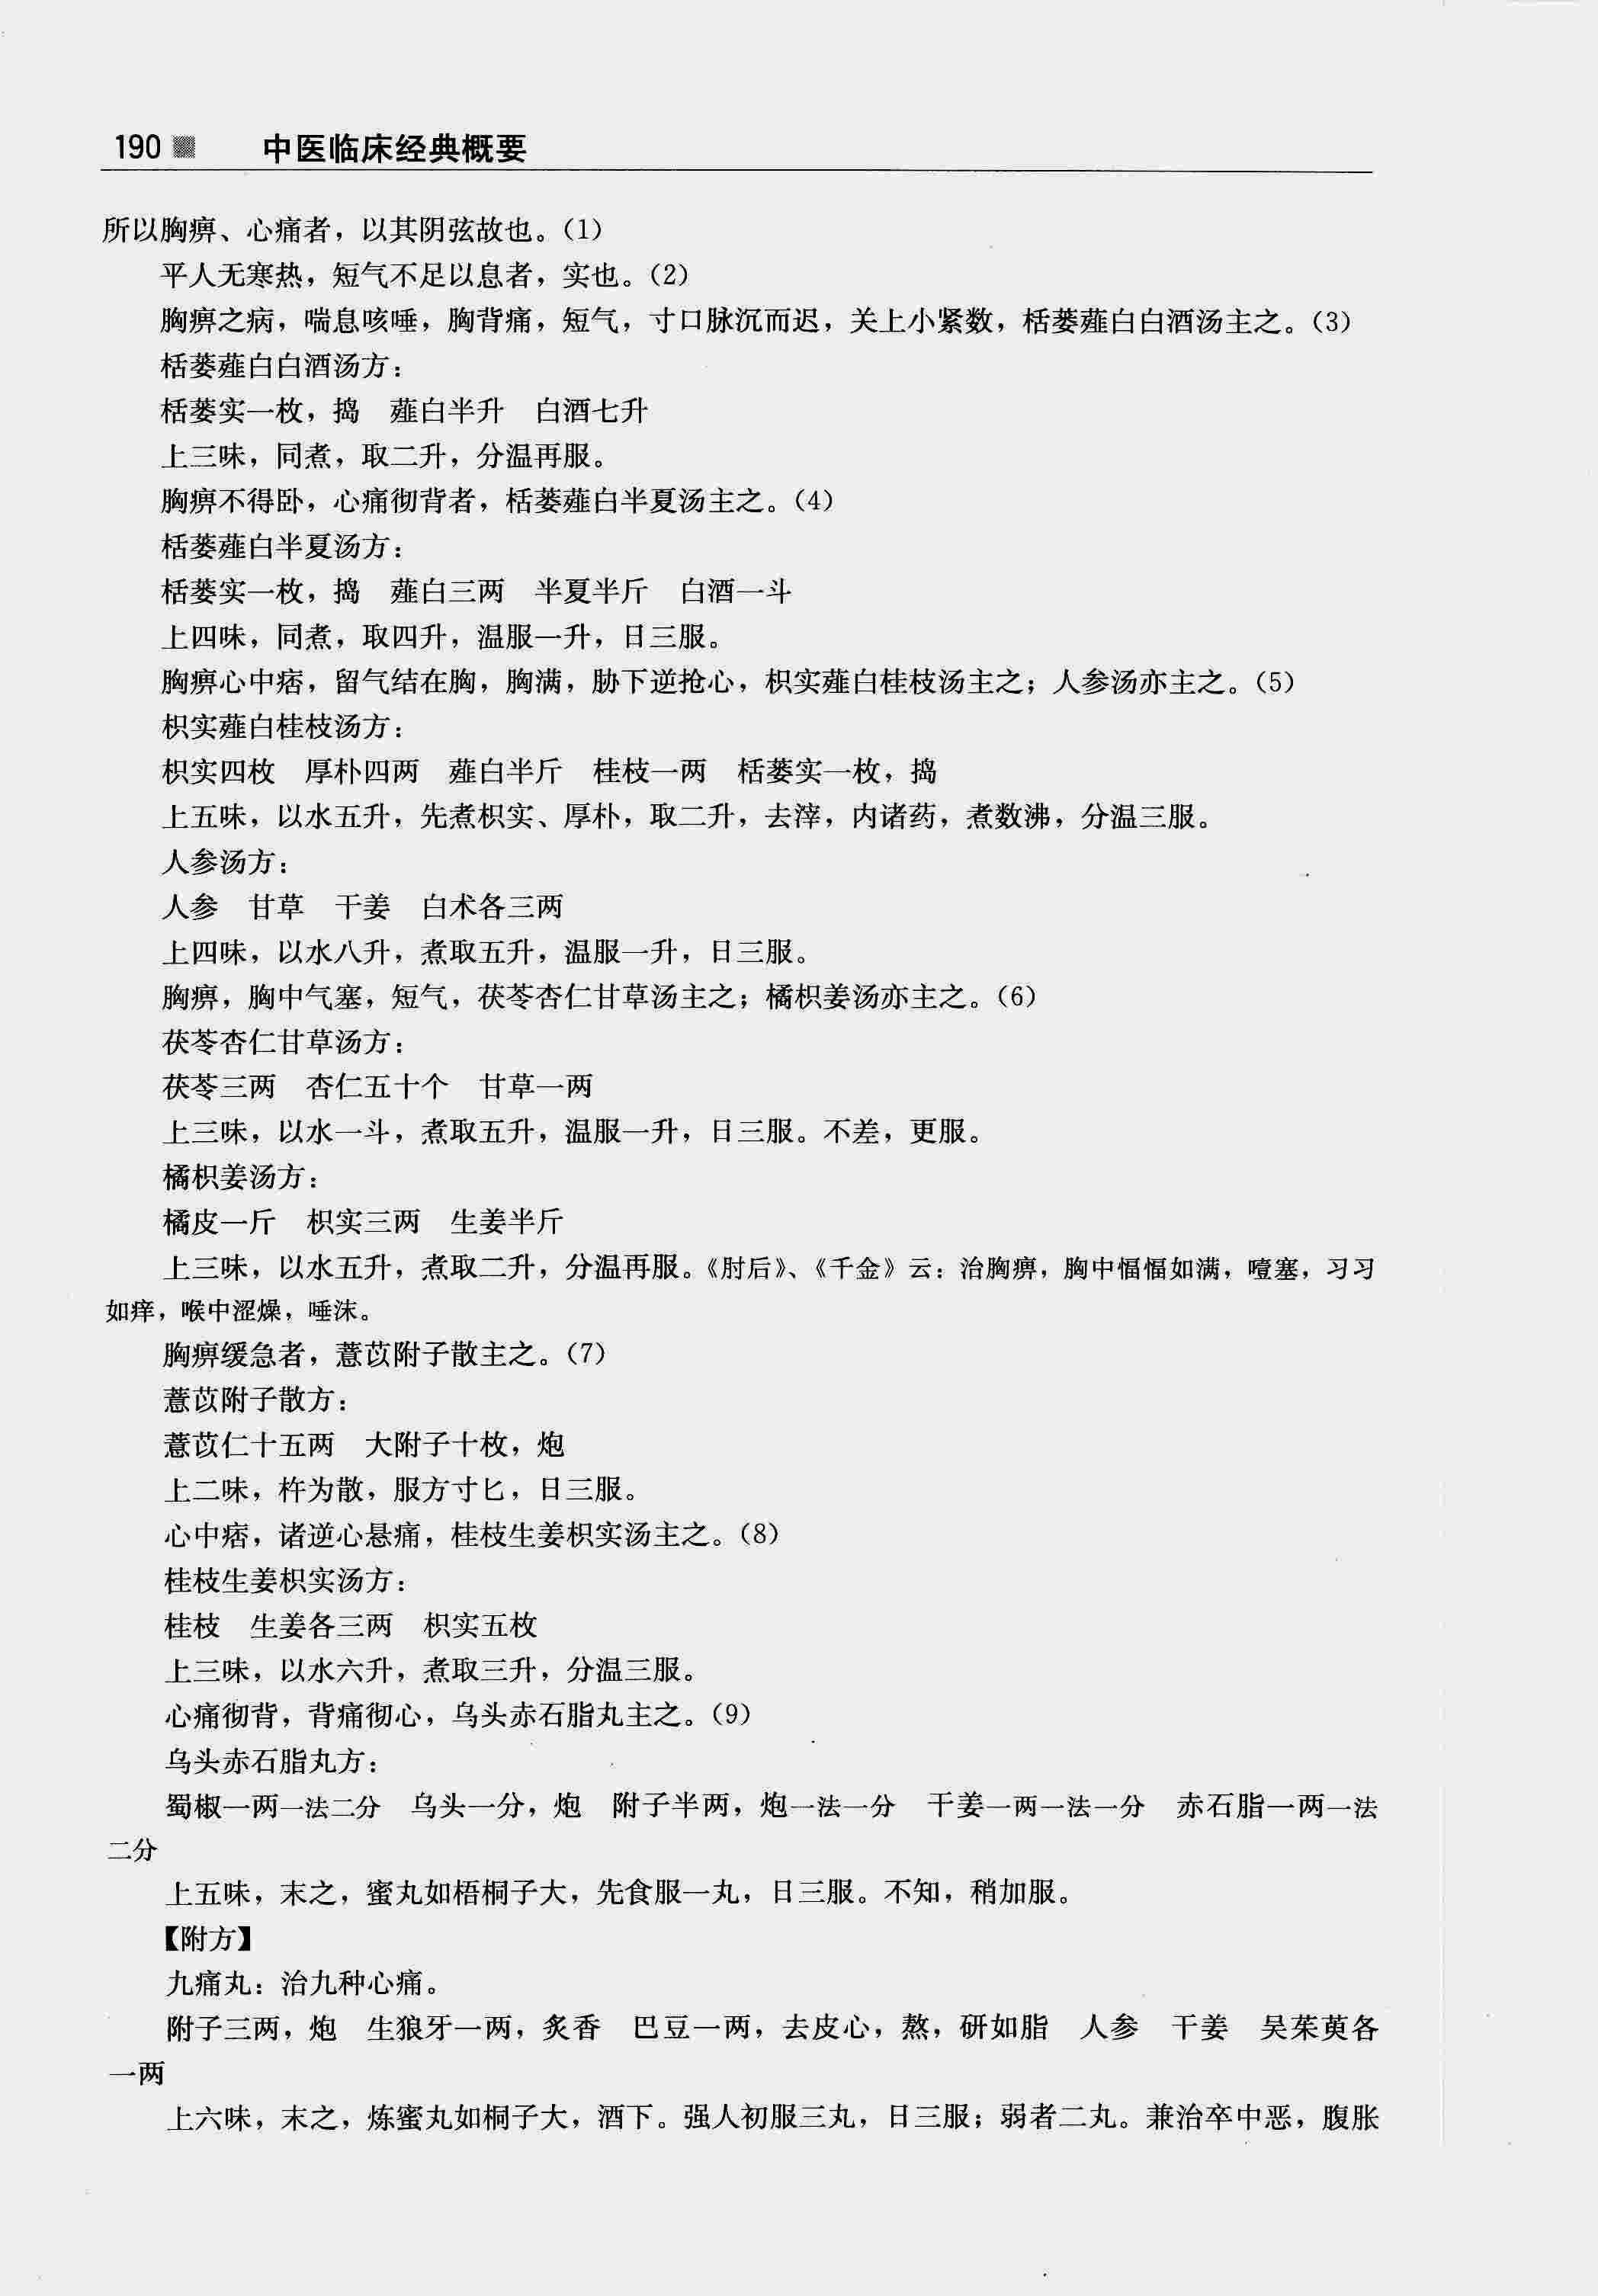 190 中医临床经典概要
所以胸痹、心痛者，以其阴弦故也。（1）
平人无寒热，短气不足以息者，实也。（2）
胸痹之病，喘息咳唾，胸背痛，短气，寸口脉沉而迟，关上小紧数，栝蒌薤白白酒汤主之。（3）
栝蒌薤白白酒汤方：
栝蒌实一枚，捣　薤白半升　白酒七升
上三味，同煮，取二升，分温再服。
胸痹不得卧，心痛彻背者，栝蒌薤白半夏汤主之。（4）
栝蒌薤白半夏汤方：
栝蒌实一枚，捣　薤白三两　半夏半斤　白酒一斗
上四味，同煮，取四升，温服一升，日三服。
胸痹心中痞，留气结在胸，胸满，胁下逆抢心，枳实薤白桂枝汤主之；人参汤亦主之。（5）
枳实薤白桂枝汤方：
枳实四枚　厚朴四两　薤白半斤　桂枝一两　栝蒌实一枚，捣
上五味，以水五升，先煮枳实、厚朴，取二升，去滓，内诸药，煮数沸，分温三服。
人参汤方：
人参　甘草　干姜　白术各三两
上四味，以水八升，煮取五升，温服一升，日三服。
胸痹，胸中气塞，短气，茯苓杏仁甘草汤主之；橘枳姜汤亦主之。（6）
茯苓杏仁甘草汤方：
茯苓三两　杏仁五十个　甘草一两
上三味，以水一斗，煮取五升，温服一升，日三服。不差，更服。
橘枳姜汤方：
橘皮一斤　枳实三两　生姜半斤
上三味，以水五升，煮取二升，分温再服。《肘后》、《千金》云：治胸痹，胸中愊愊如满，噎塞，习习
如痒，喉中涩燥，唾沫。
胸痹缓急者，薏苡附子散主之。（7）
薏苡附子散方：
薏苡仁十五两　大附子十枚，炮
上二味，杵为散，服方寸匕，日三服。
心中痞，诸逆心悬痛，桂枝生姜枳实汤主之。（8）
桂枝生姜枳实汤方：
桂枝　生姜各三两　枳实五枚
上三味，以水六升，煮取三升，分温三服。
心痛彻背，背痛彻心，乌头赤石脂丸主之。（9）
乌头赤石脂丸方：
蜀椒一两一法二分　乌头一分，炮　附子半两，炮一法一分　干姜一两一法一分　赤石脂一两一法
二分
上五味，末之，蜜丸如梧桐子大，先食服一丸，日三服。不知，稍加服。
【附方】
九痛丸：治九种心痛。
附子三两，炮　生狼牙一两，炙香　巴豆一两，去皮心，熬，研如脂　人参　干姜　吴茱萸各
一两
上六味，末之，炼蜜丸如桐子大，酒下。强人初服三丸，日三服；弱者二丸。兼治卒中恶，腹胀